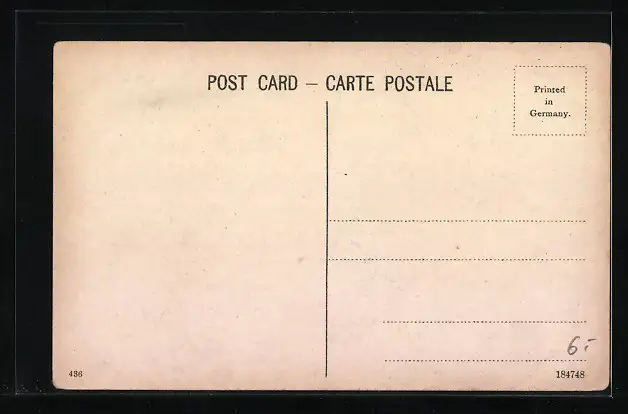 POST CARD – CARTE POSTALE
Printed
in
Germany.
6.-
436
184748